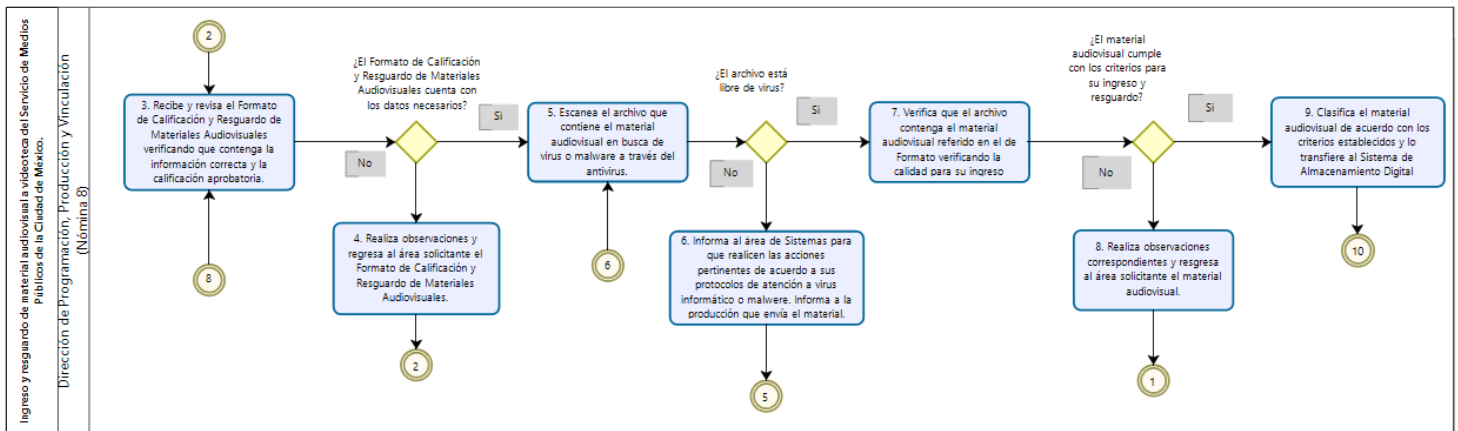 Ingreso y resguardo de material audiovisual a videoteca del Servicio de Medios
Públicos de la Ciudad de México.
Dirección de Programación, Producción y Vinculación
(Nómina 8)
2
3. Recibe y revisa el Formato
de Calificación y Resguardo de
Materiales Audiovisuales
verificando que contenga la
información correcta y la
calificación aprobatoria.
8
¿El Formato de Calificación
y Resguardo de Materiales
Audiovisuales cuenta con
los datos necesarios?
Si
No
4. Realiza observaciones y
regresa al área solicitante el
Formato de Calificación y
Resguardo de Materiales
Audiovisuales.
2
5. Escanea el archivo que
contiene el material
audiovisual en busca de
virus o malware a través del
antivirus.
6
¿El archivo está
libre de virus?
Si
No
6. Informa al área de Sistemas para
que realicen las acciones
pertinentes de acuerdo a sus
protocolos de atención a virus
informático o malwere. Informa a la
producción que envía el material.
5
7. Verifica que el archivo
contenga el material
audiovisual referido en el de
Formato verificando la
calidad para su ingreso
¿El material
audiovisual cumple
con los criterios para
su ingreso y
resguardo?
Si
No
8. Realiza observaciones
correspondientes y resgresa
al área solicitante el material
audiovisual.
1
9. Clasifica el material
audiovisual de acuerdo con los
criterios establecidos y lo
transfiere al Sistema de
Almacenamiento Digital
10